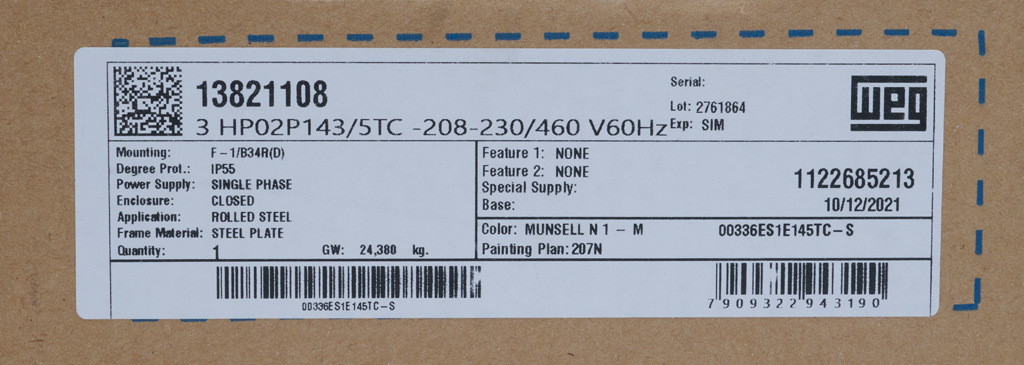 13821108
3 HP02P143/5TC -208-230/460 V60Hz
Serial:
Lot: 2761864
Exp: SIM
weg
Mounting: F-1/B34R(D)
Degree Prot.: IP55
Power Supply: SINGLE PHASE
Enclosure: CLOSED
Application: ROLLED STEEL
Frame Material: STEEL PLATE
Quantity: 1 GW: 24,380 kg.
Feature 1: NONE
Feature 2: NONE
Special Supply:
Base:
1122685213
10/12/2021
Color: MUNSELL N 1 - M 00336ES1E145TC-S
Painting Plan: 207N
00336ES1E145TC-S
7909322943190